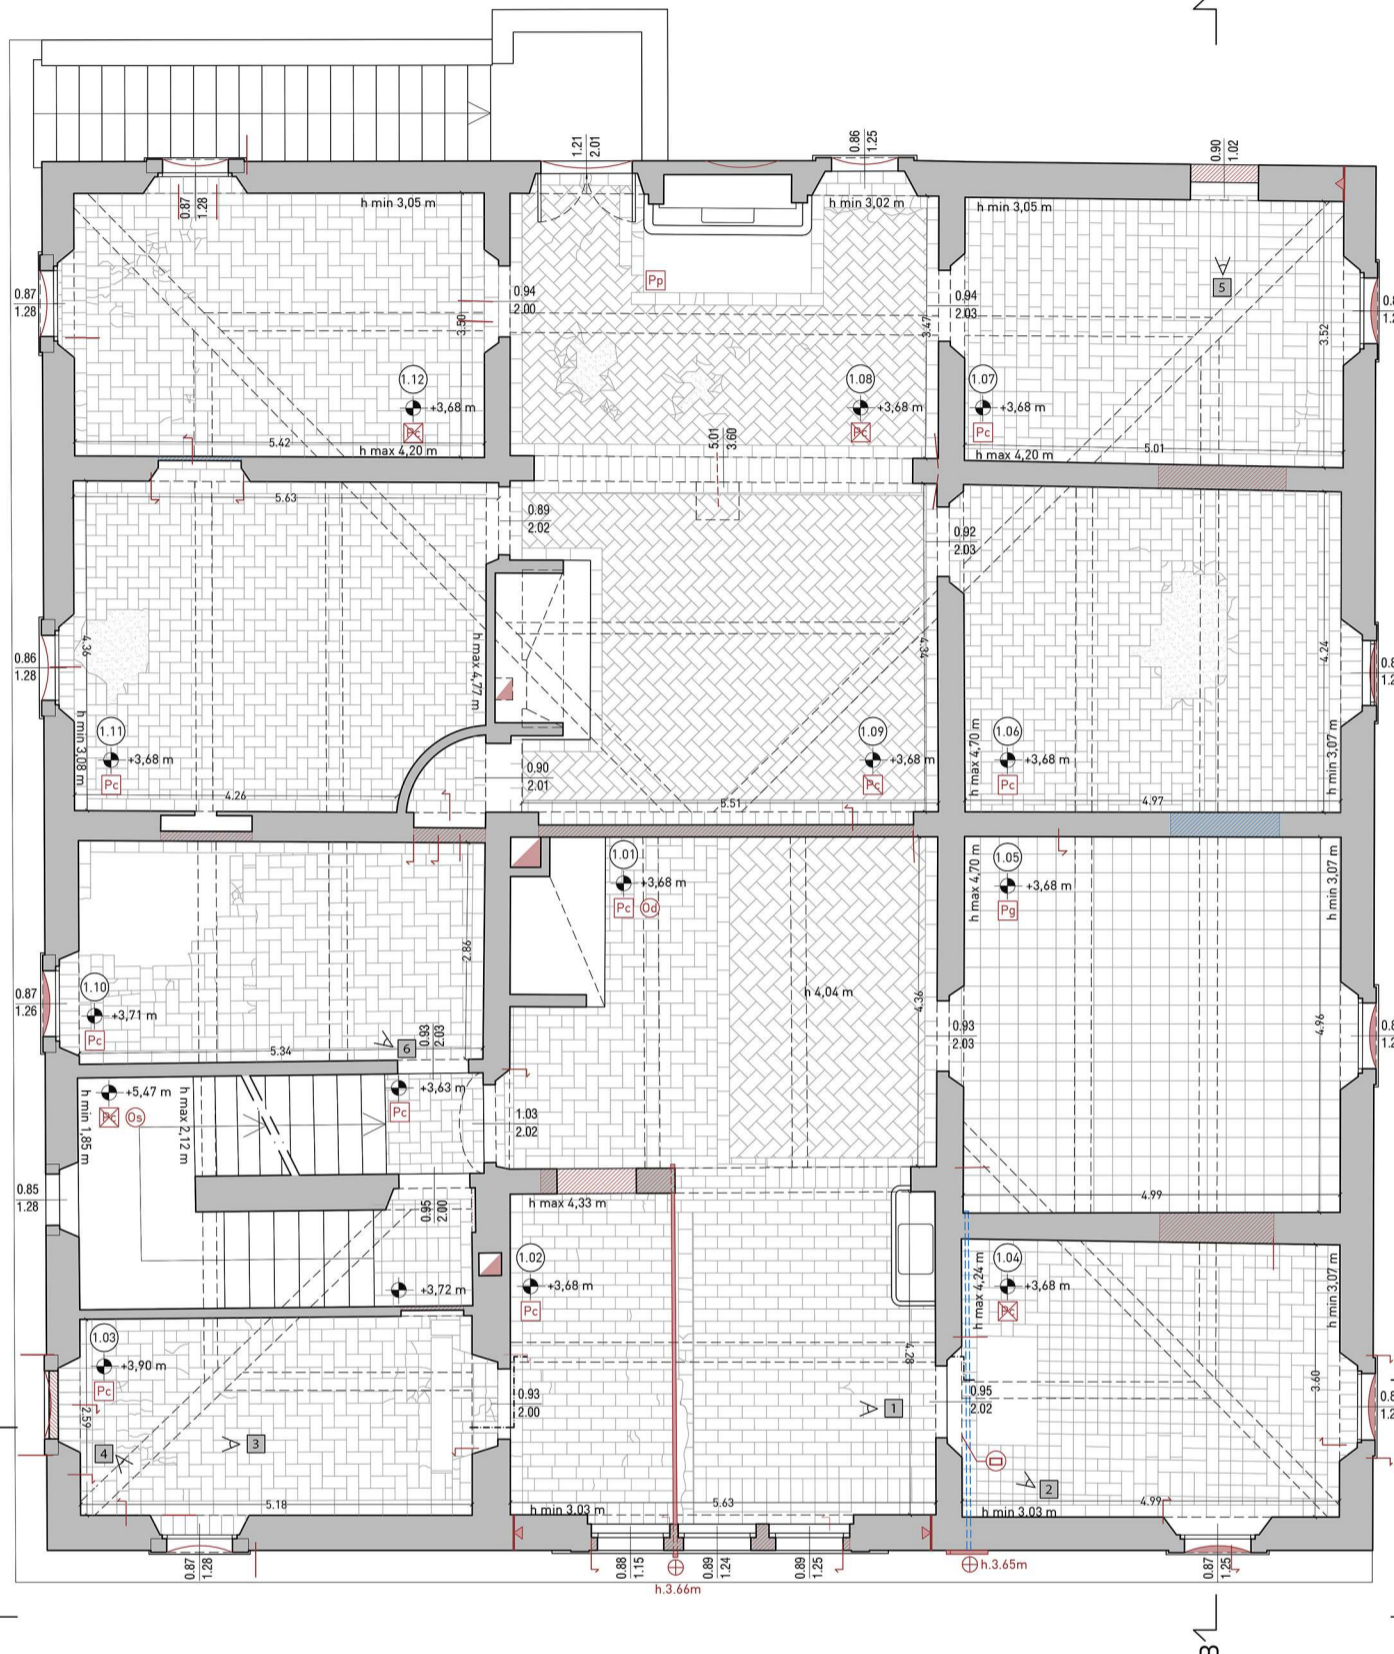 1.21
2.01
0.86
1.25
0.90
1.02
0.87
1.28
h min 3,05 m
h min 3,02 m
h min 3,05 m
5
Pp
0.87
1.28
0.94
2.00
0.94
2.03
3.50
3.47
3.52
1.12
+3,68 m
Pc
1.08
+3,68 m
Pc
1.07
+3,68 m
Pc
5.42
h max 4,20 m
5.01
3.60
5.01
h max 4,20 m
5.63
0.89
2.02
0.92
2.03
4.36
h max 4,77 m
4.34
4.24
0.86
1.28
1.11
+3,68 m
Pc
h min 3,08 m
1.09
+3,68 m
Pc
1.06
+3,68 m
Pc
h max 4,70 m
h min 3,07 m
0.90
2.01
4.26
5.51
4.97
1.01
+3,68 m
Pc
Od
1.05
+3,68 m
Pg
h max 4,70 m
h min 3,07 m
2.86
h 4,04 m
4.36
4.96
0.87
1.26
1.10
+3,71 m
Pc
0.93
2.03
0.93
2.03
5.34
6
+5,47 m
Pc
Os
+3,63 m
Pc
h min 1,85 m
h max 2,12 m
1.03
2.02
0.85
1.28
0.95
2.00
h max 4,33 m
4.99
1.02
+3,68 m
Pc
1.04
+3,68 m
Pc
h max 4,24 m
h min 3,07 m
+3,72 m
1.03
+3,90 m
Pc
4.28
0.93
2.00
0.95
2.02
3.60
2.59
1
3
4
2
5.18
h min 3.03 m
5.63
4.99
h min 3.03 m
0.87
1.28
0.88
1.15
0.89
1.24
0.89
1.25
h.3.66m
h.3.65m
0.87
1.25